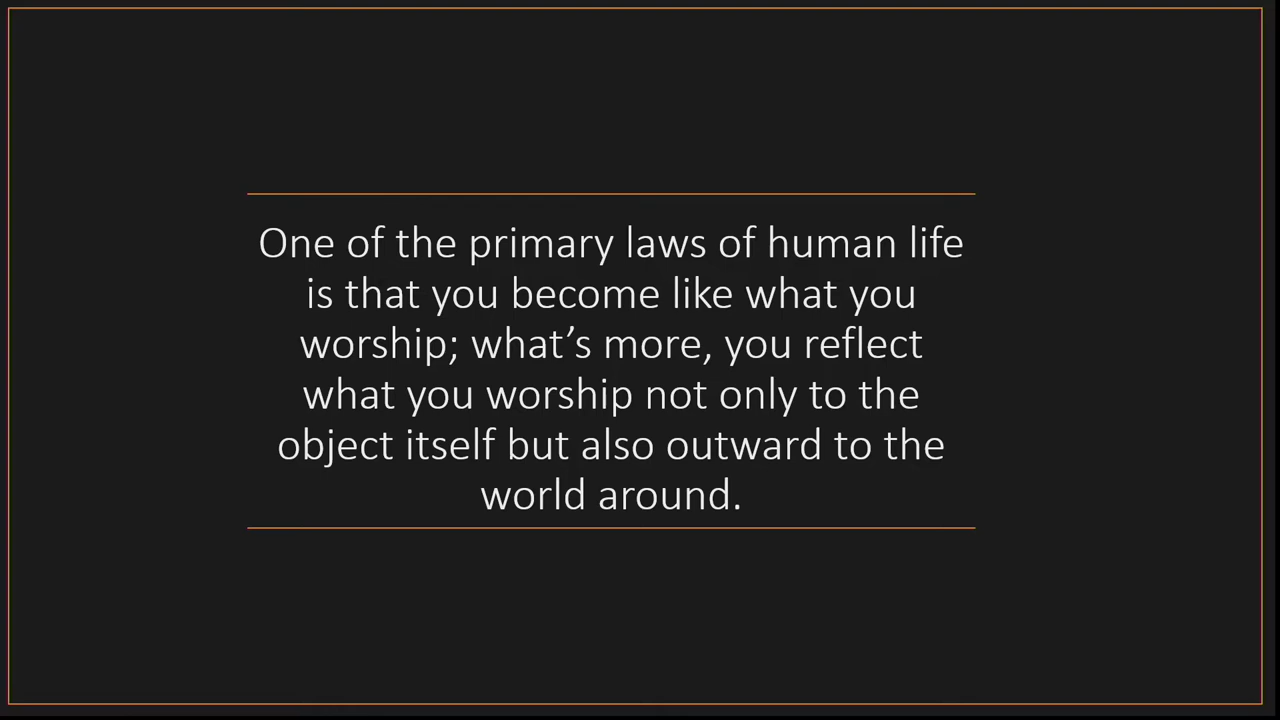 One of the primary laws of human life
is that you become like what you
worship; what’s more, you reflect
what you worship not only to the
object itself but also outward to the
world around.